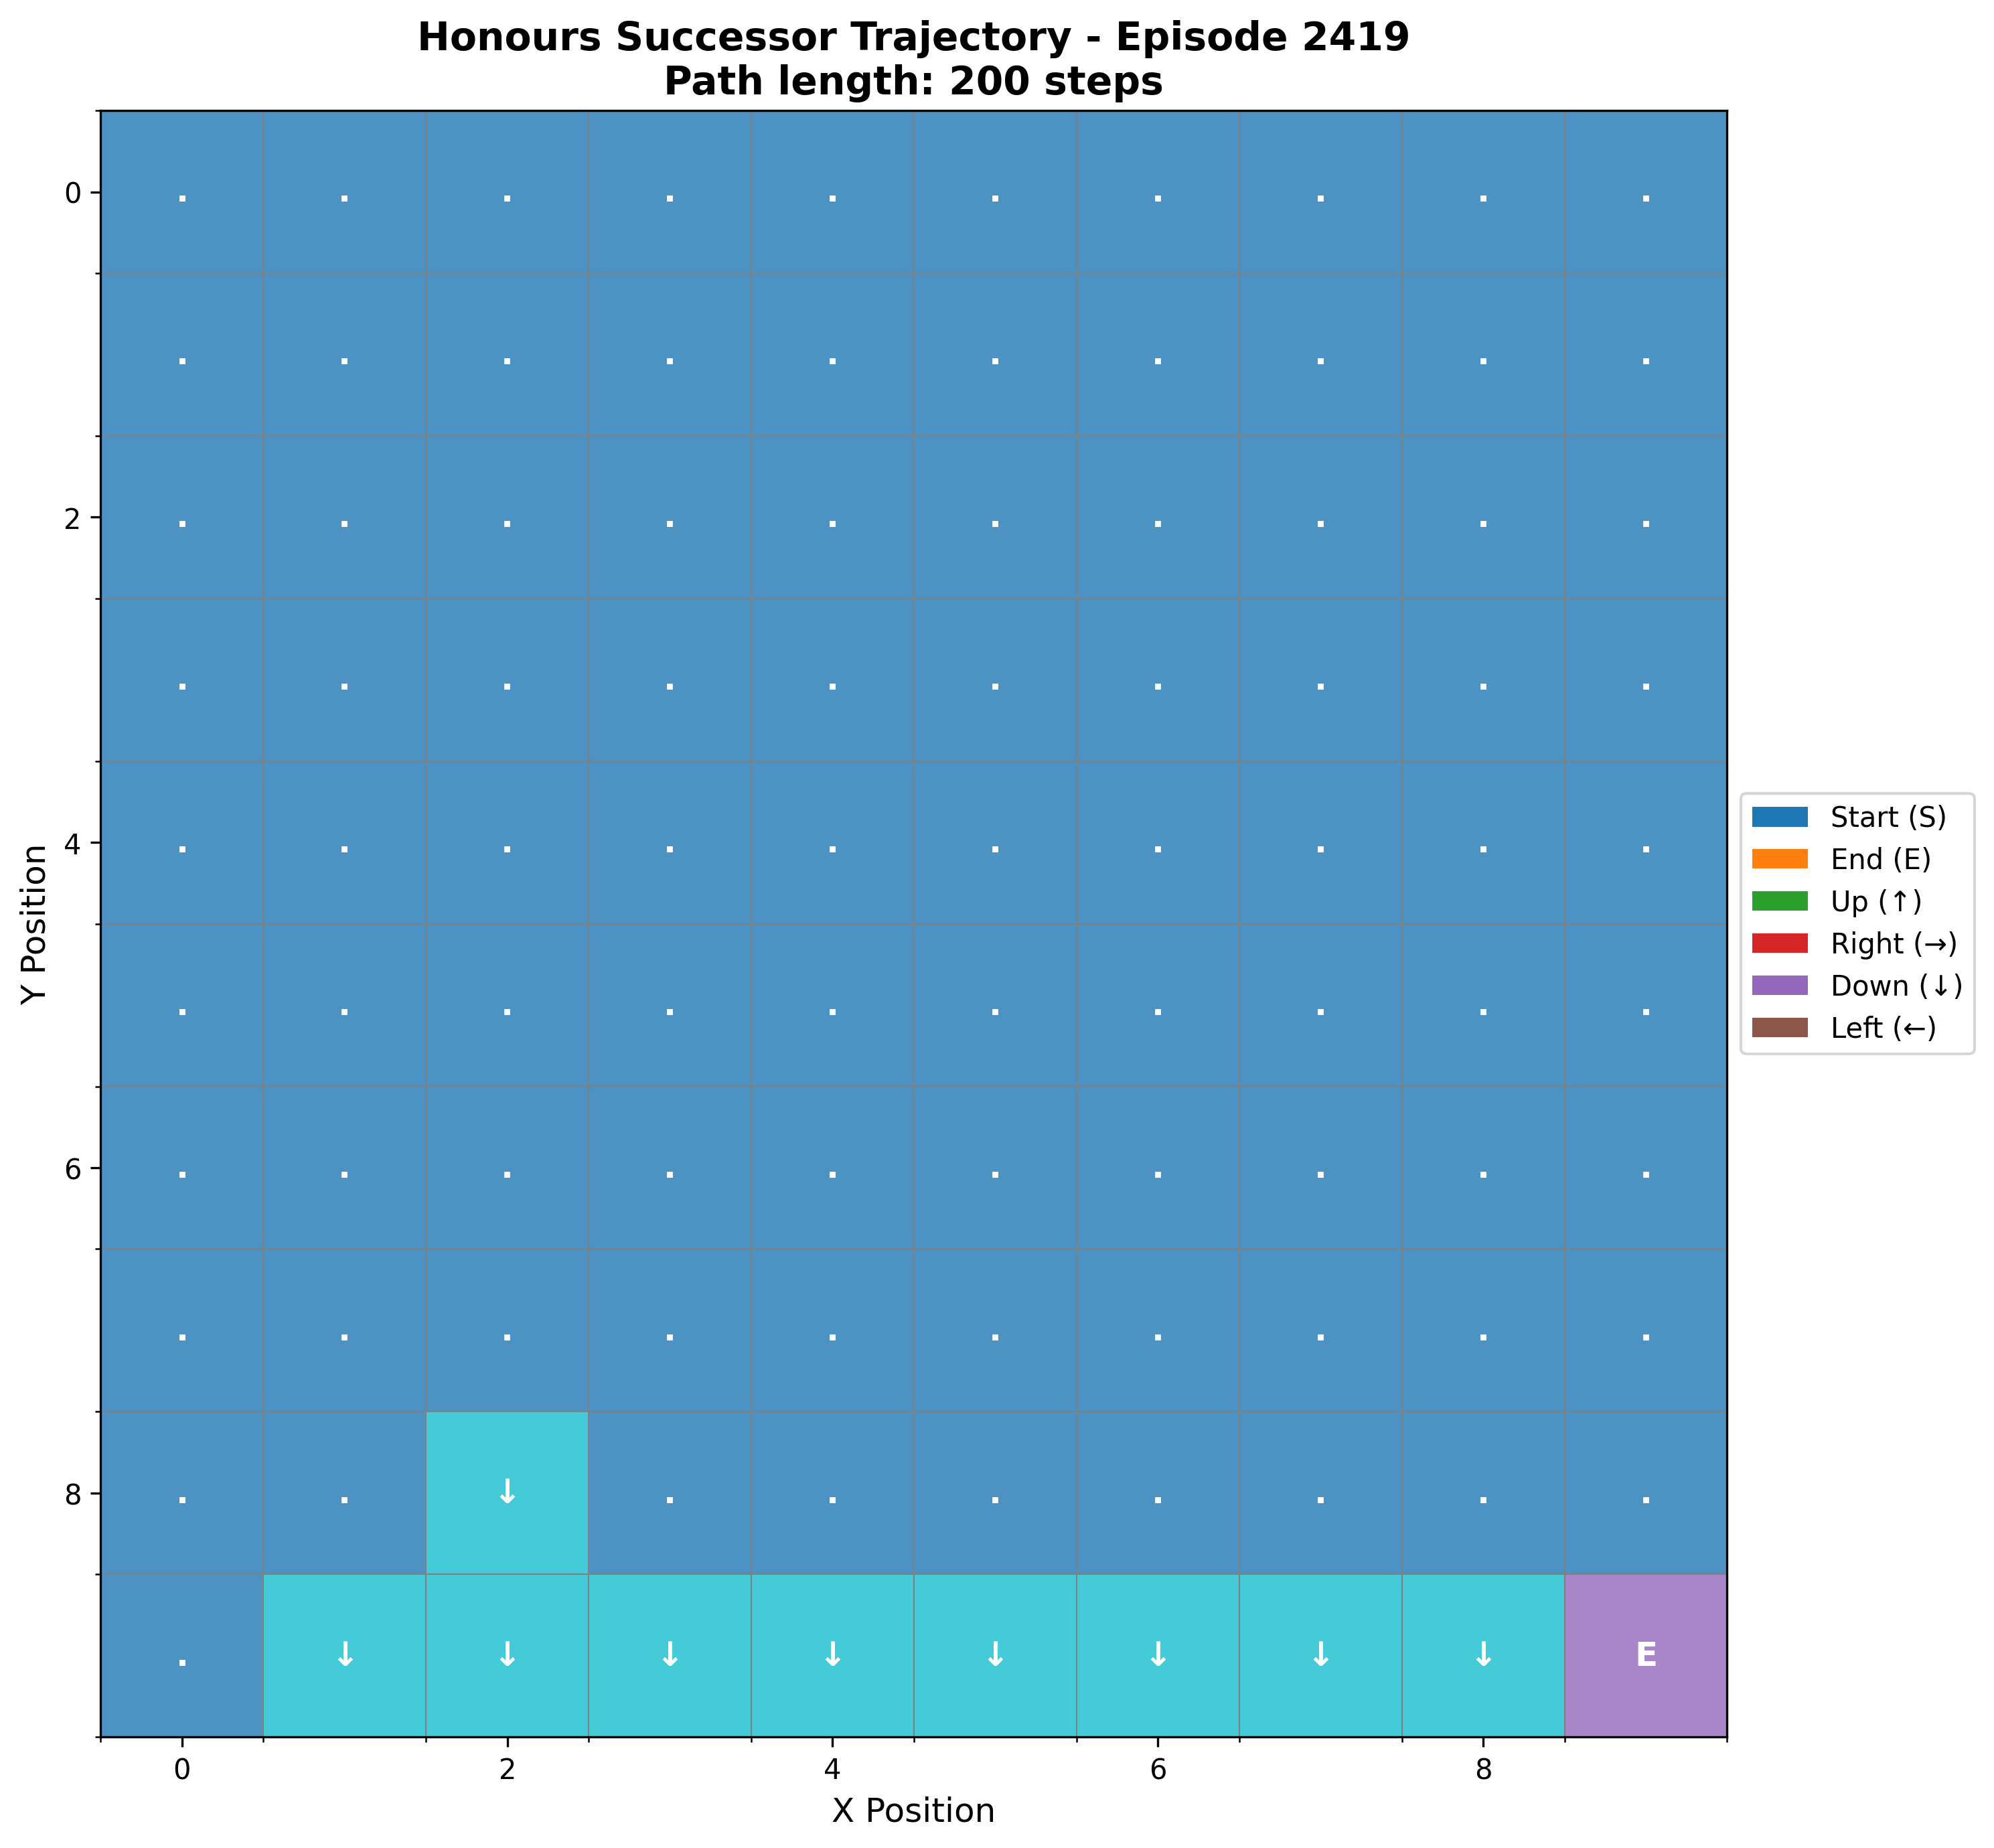 Honours Successor Trajectory - Episode 2419
Path length: 200 steps
0 . . . . . . . . . .
. . . . . . . . . .
2 . . . . . . . . . .
. . . . . . . . . .
4 . . . . . . . . . .
. . . . . . . . . .
6 . . . . . . . . . .
. . . . . . . . . .
8 . . ↓ . . . . . . .
. ↓ ↓ ↓ ↓ ↓ ↓ ↓ ↓ E
0 2 4 6 8
X Position
Y Position
Start (S)
End (E)
Up (↑)
Right (→)
Down (↓)
Left (←)